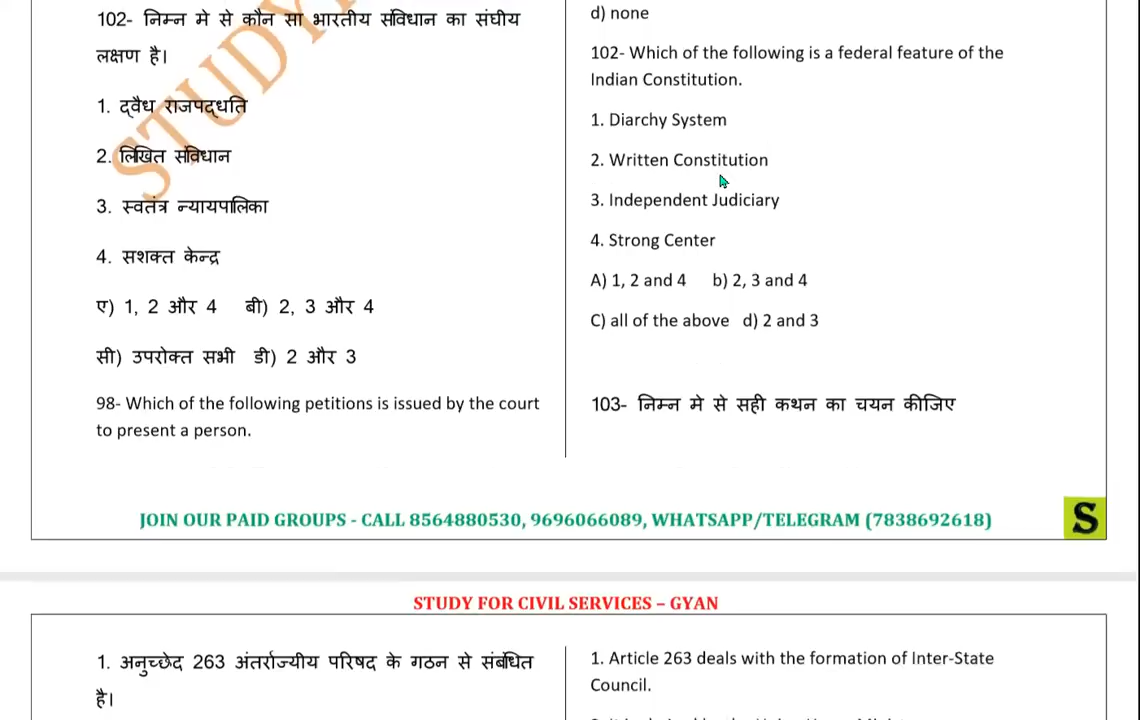 102- निम्न मे से कौन सा भारतीय संविधान का संघीय
लक्षण है।
1. द्वैध राजपद्धति
2. लिखित संविधान
3. स्वतंत्र न्यायपालिका
4. सशक्त केन्द्र
ए) 1, 2 और 4 बी) 2, 3 और 4
सी) उपरोक्त सभी डी) 2 और 3
98- Which of the following petitions is issued by the court
to present a person.
d) none
102- Which of the following is a federal feature of the
Indian Constitution.
1. Diarchy System
2. Written Constitution
3. Independent Judiciary
4. Strong Center
A) 1, 2 and 4 b) 2, 3 and 4
C) all of the above d) 2 and 3
103- निम्न मे से सही कथन का चयन कीजिए
STUDY
JOIN OUR PAID GROUPS - CALL 8564880530, 9696066089, WHATSAPP/TELEGRAM (7838692618)
S
STUDY FOR CIVIL SERVICES – GYAN
1. अनुच्छेद 263 अंतर्राज्यीय परिषद के गठन से संबंधित
है।
1. Article 263 deals with the formation of Inter-State
Council.